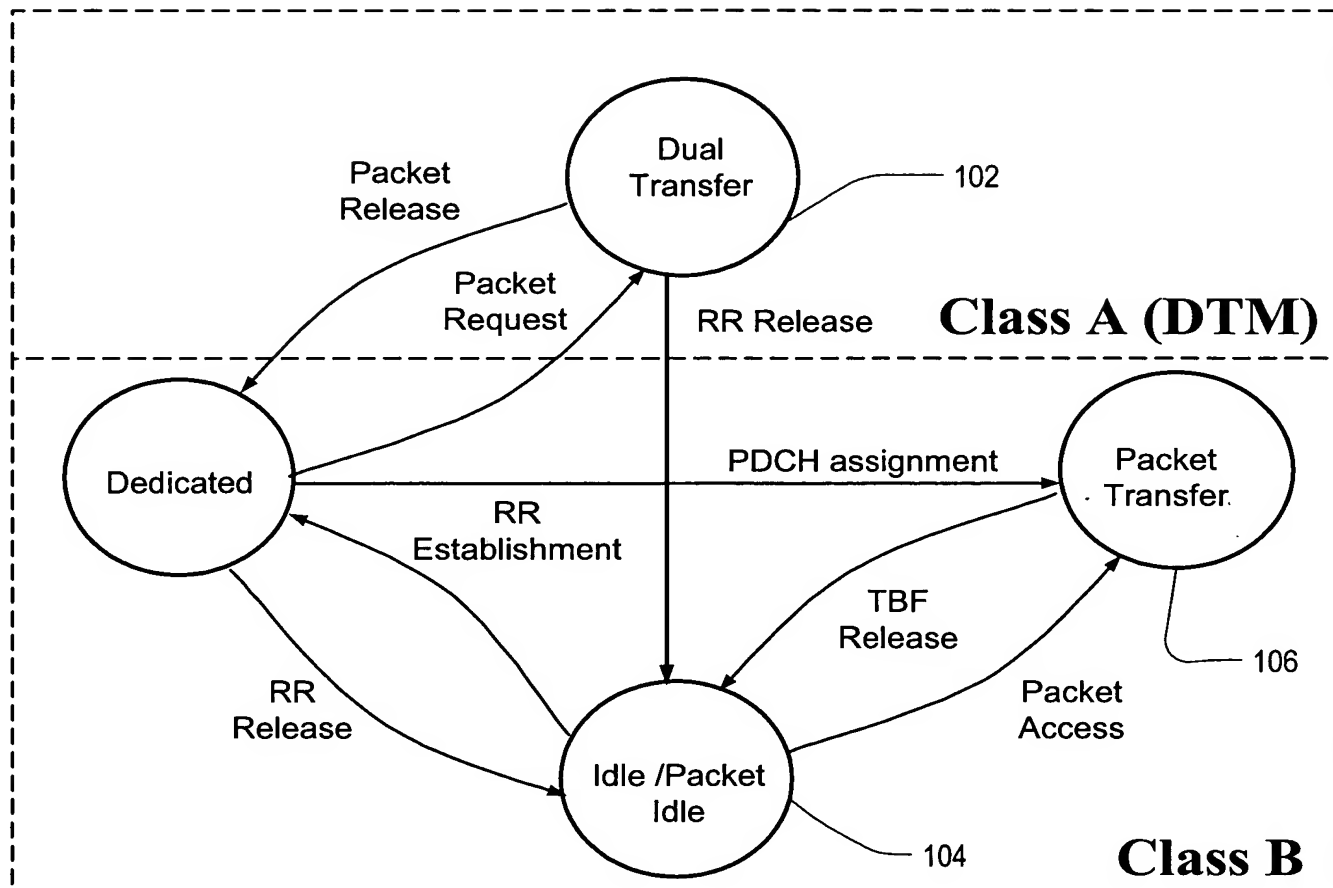 Dual
Transfer
102
Packet
Release
Packet
Request
RR Release
Class A (DTM)
Dedicated
PDCH assignment
Packet
Transfer
RR
Establishment
TBF
Release
106
RR
Release
Packet
Access
Idle /Packet
Idle
104
Class B